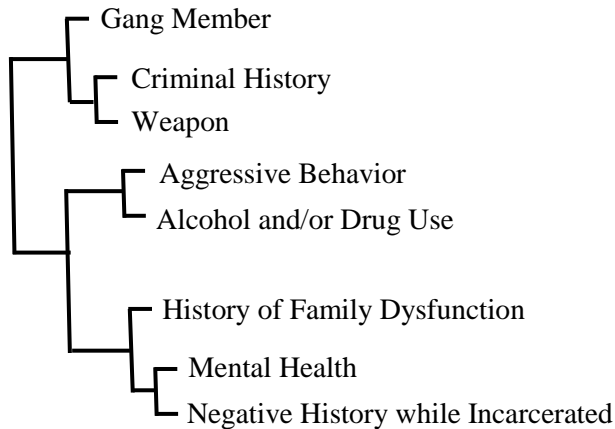 Gang Member
Criminal History
Weapon
Aggressive Behavior
Alcohol and/or Drug Use
History of Family Dysfunction
Mental Health
Negative History while Incarcerated